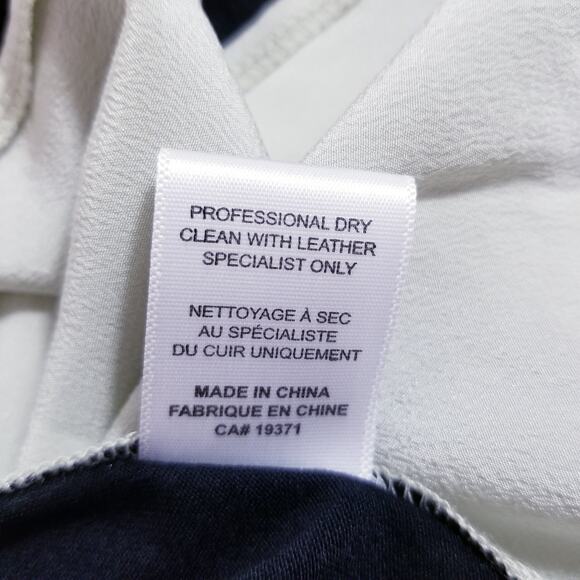 PROFESSIONAL DRY
CLEAN WITH LEATHER
SPECIALIST ONLY
NETTOYAGE À SEC
AU SPÉCIALISTE
DU CUIR UNIQUEMENT
MADE IN CHINA
FABRIQUE EN CHINE
CA# 19371